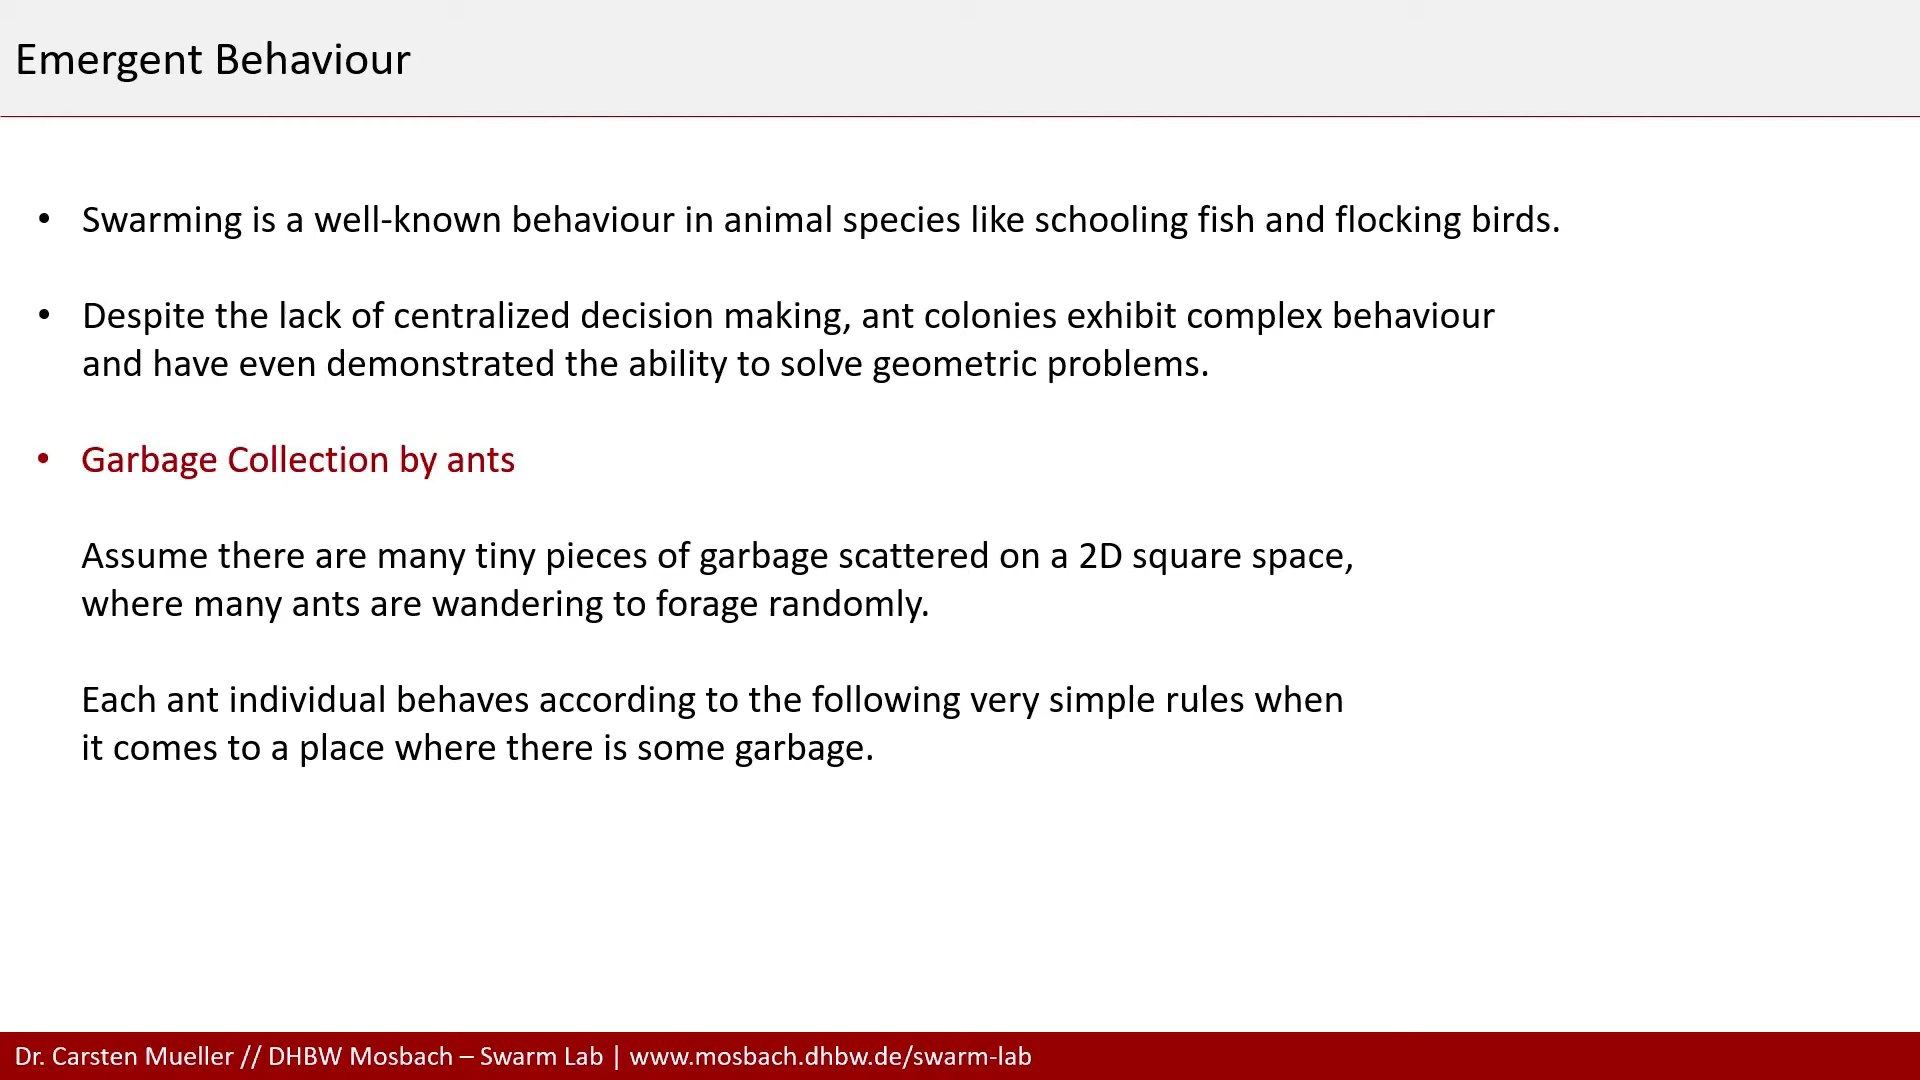 Emergent Behaviour
• Swarming is a well-known behaviour in animal species like schooling fish and flocking birds.
• Despite the lack of centralized decision making, ant colonies exhibit complex behaviour
and have even demonstrated the ability to solve geometric problems.
• Garbage Collection by ants
Assume there are many tiny pieces of garbage scattered on a 2D square space,
where many ants are wandering to forage randomly.
Each ant individual behaves according to the following very simple rules when
it comes to a place where there is some garbage.
Dr. Carsten Mueller // DHBW Mosbach – Swarm Lab | www.mosbach.dhbw.de/swarm-lab